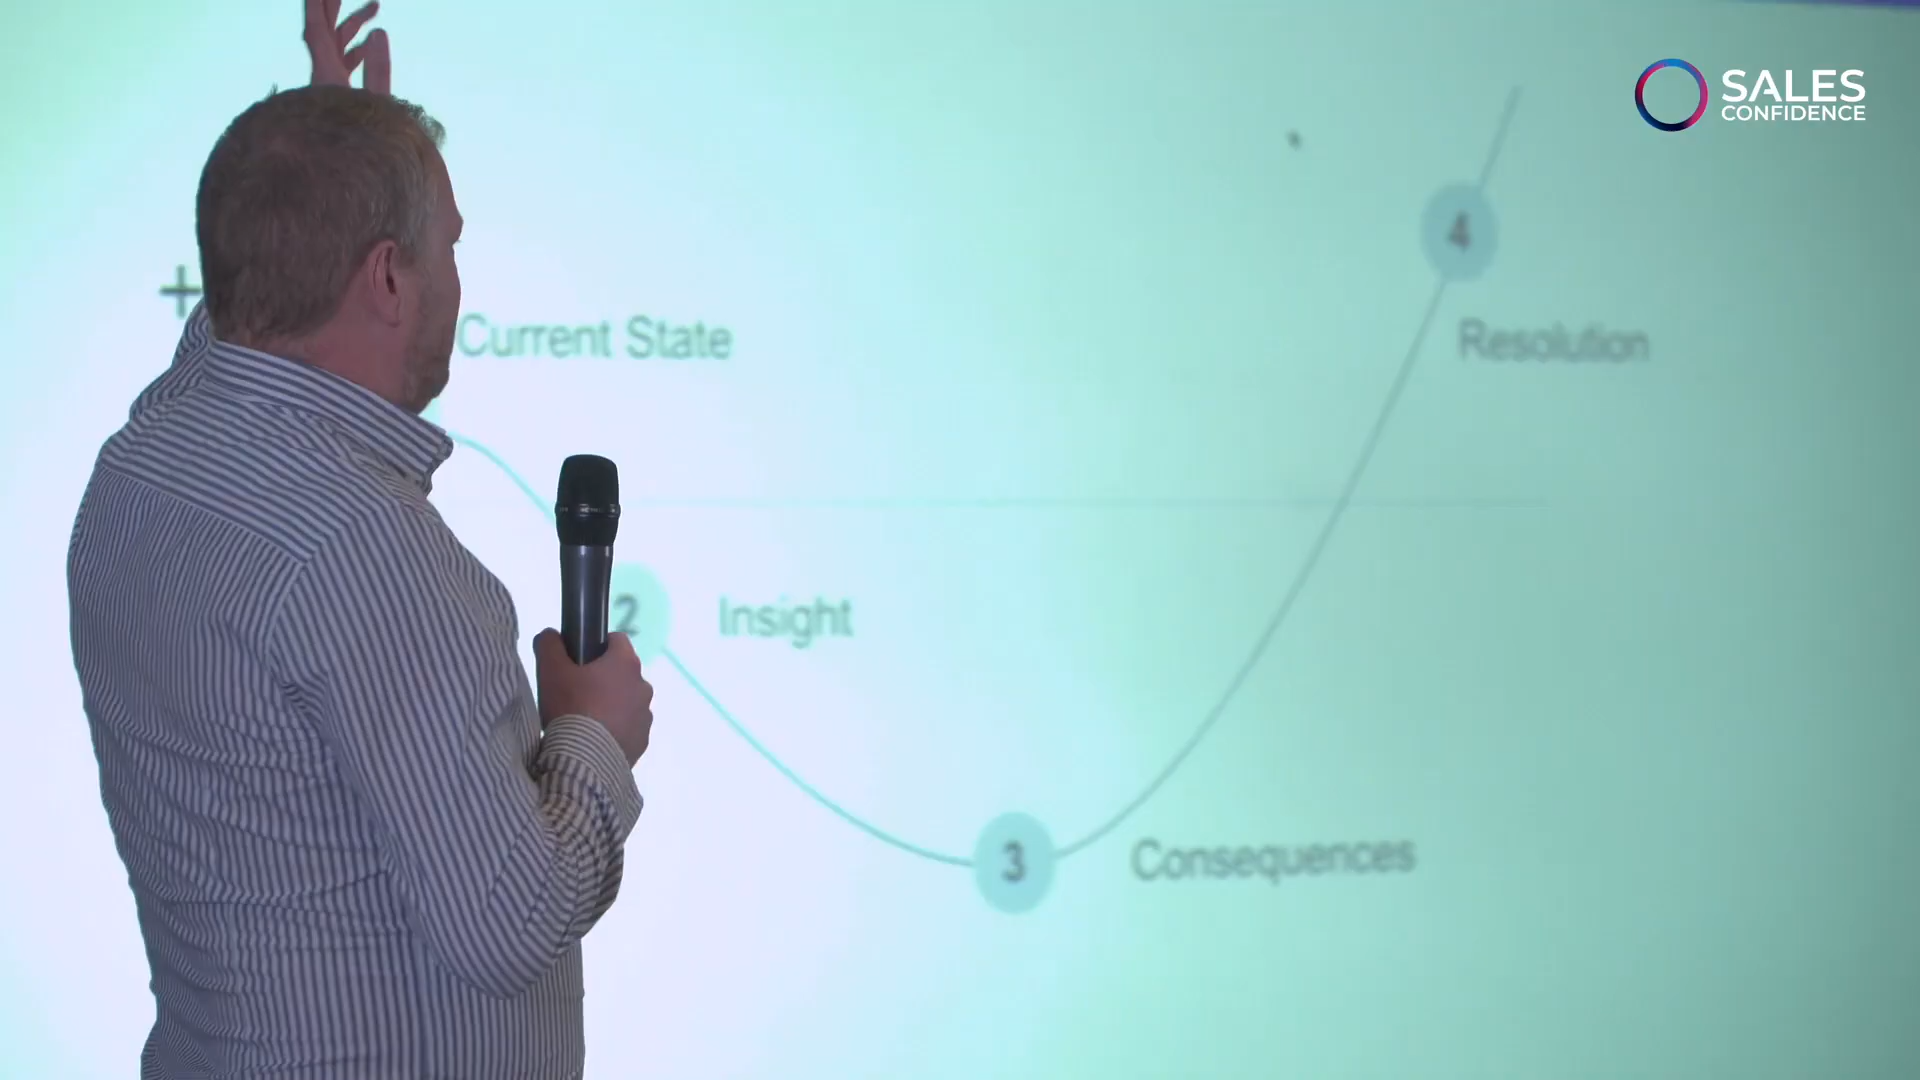 SALES
CONFIDENCE
4
+
Current State
Resolution
2
Insight
3
Consequences